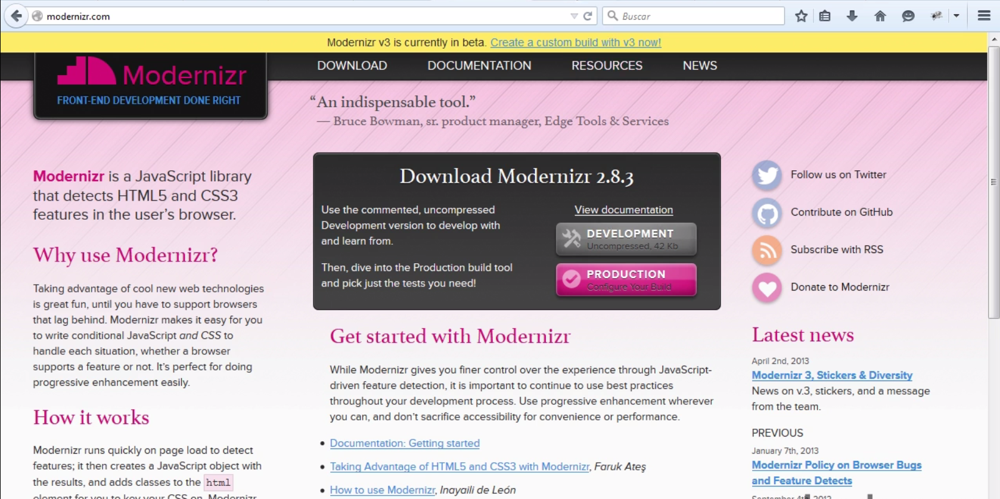 modernizr.com
Buscar
Modernizr v3 is currently in beta. Create a custom build with v3 now!
Modernizr
FRONT-END DEVELOPMENT DONE RIGHT
DOWNLOAD DOCUMENTATION RESOURCES NEWS
“An indispensable tool.”
— Bruce Bowman, sr. product manager, Edge Tools & Services
Modernizr is a JavaScript library
that detects HTML5 and CSS3
features in the user’s browser.
Why use Modernizr?
Taking advantage of cool new web technologies
is great fun, until you have to support browsers
that lag behind. Modernizr makes it easy for you
to write conditional JavaScript and CSS to
handle each situation, whether a browser
supports a feature or not. It’s perfect for doing
progressive enhancement easily.
How it works
Modernizr runs quickly on page load to detect
features; it then creates a JavaScript object with
the results, and adds classes to the html
element for you to key your CSS on. Modernizr
Download Modernizr 2.8.3
Use the commented, uncompressed
Development version to develop with
and learn from.
Then, dive into the Production build tool
and pick just the tests you need!
View documentation
DEVELOPMENT
Uncompressed, 42 Kb
PRODUCTION
Configure Your Build
Get started with Modernizr
While Modernizr gives you finer control over the experience through JavaScript-
driven feature detection, it is important to continue to use best practices
throughout your development process. Use progressive enhancement wherever
you can, and don’t sacrifice accessibility for convenience or performance.
• Documentation: Getting started
• Taking Advantage of HTML5 and CSS3 with Modernizr, Faruk Ateş
• How to use Modernizr, Inayaili de León
Follow us on Twitter
Contribute on GitHub
Subscribe with RSS
Donate to Modernizr
Latest news
April 2nd, 2013
Modernizr 3, Stickers & Diversity
News on v.3, stickers, and a message
from the team.
PREVIOUS
January 7th, 2013
Modernizr Policy on Browser Bugs
and Feature Detects